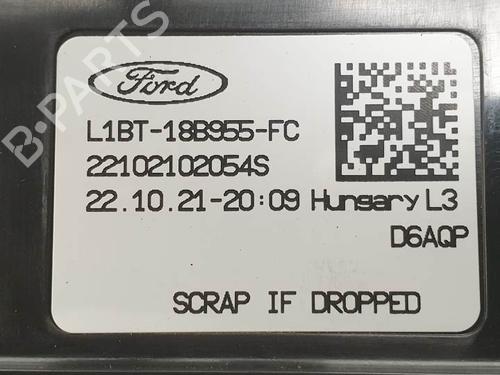 B-PARTS
Ford
L1BT-18B955-FC
22102102054S
22.10.21-20:09 Hungary L3
D6AQP
SCRAP IF DROPPED